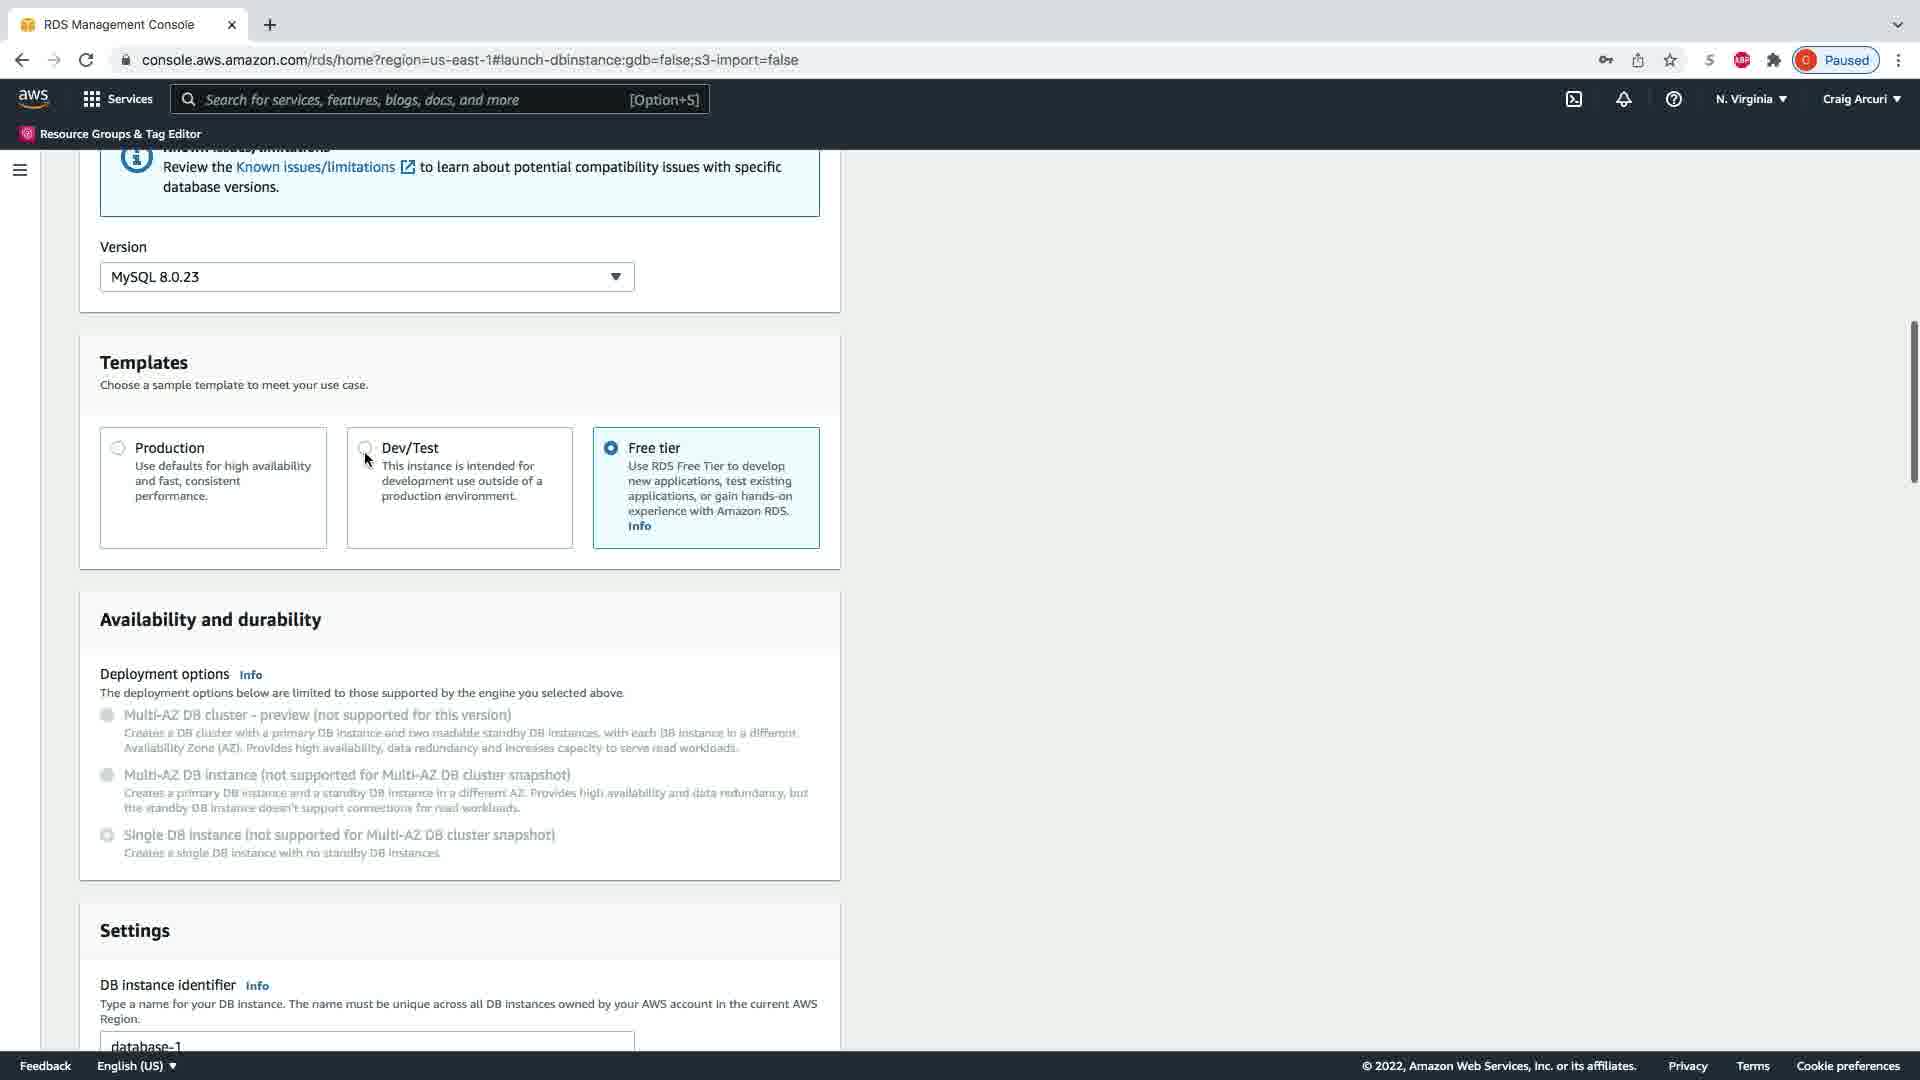 RDS Management Console
console.aws.amazon.com/rds/home?region=us-east-1#launch-dbinstance:gdb=false;s3-import=false
ABP
Paused
aws
Services
Search for services, features, blogs, docs, and more
[Option+S]
N. Virginia
Craig Arcuri
Resource Groups & Tag Editor
Review the Known issues/limitations to learn about potential compatibility issues with specific
database versions.
Version
MySQL 8.0.23
Templates
Choose a sample template to meet your use case.
Production
Use defaults for high availability
and fast, consistent
performance.
Dev/Test
This instance is intended for
development use outside of a
production environment.
Free tier
Use RDS Free Tier to develop
new applications, test existing
applications, or gain hands-on
experience with Amazon RDS.
Info
Availability and durability
Deployment options Info
The deployment options below are limited to those supported by the engine you selected above.
Multi-AZ DB cluster - preview (not supported for this version)
Creates a DB cluster with a primary DB instance and two readable standby DB instances, with each DB instance in a different
Availability Zone (AZ). Provides high availability, data redundancy and increases capacity to serve read workloads.
Multi-AZ DB instance (not supported for Multi-AZ DB cluster snapshot)
Creates a primary DB instance and a standby DB instance in a different AZ. Provides high availability and data redundancy, but
the standby DB instance doesn't support connections for read workloads.
Single DB instance (not supported for Multi-AZ DB cluster snapshot)
Creates a single DB instance with no standby DB instances.
Settings
DB instance identifier Info
Type a name for your DB instance. The name must be unique across all DB instances owned by your AWS account in the current AWS
Region.
database-1
Feedback
English (US)
© 2022, Amazon Web Services, Inc. or its affiliates.
Privacy
Terms
Cookie preferences